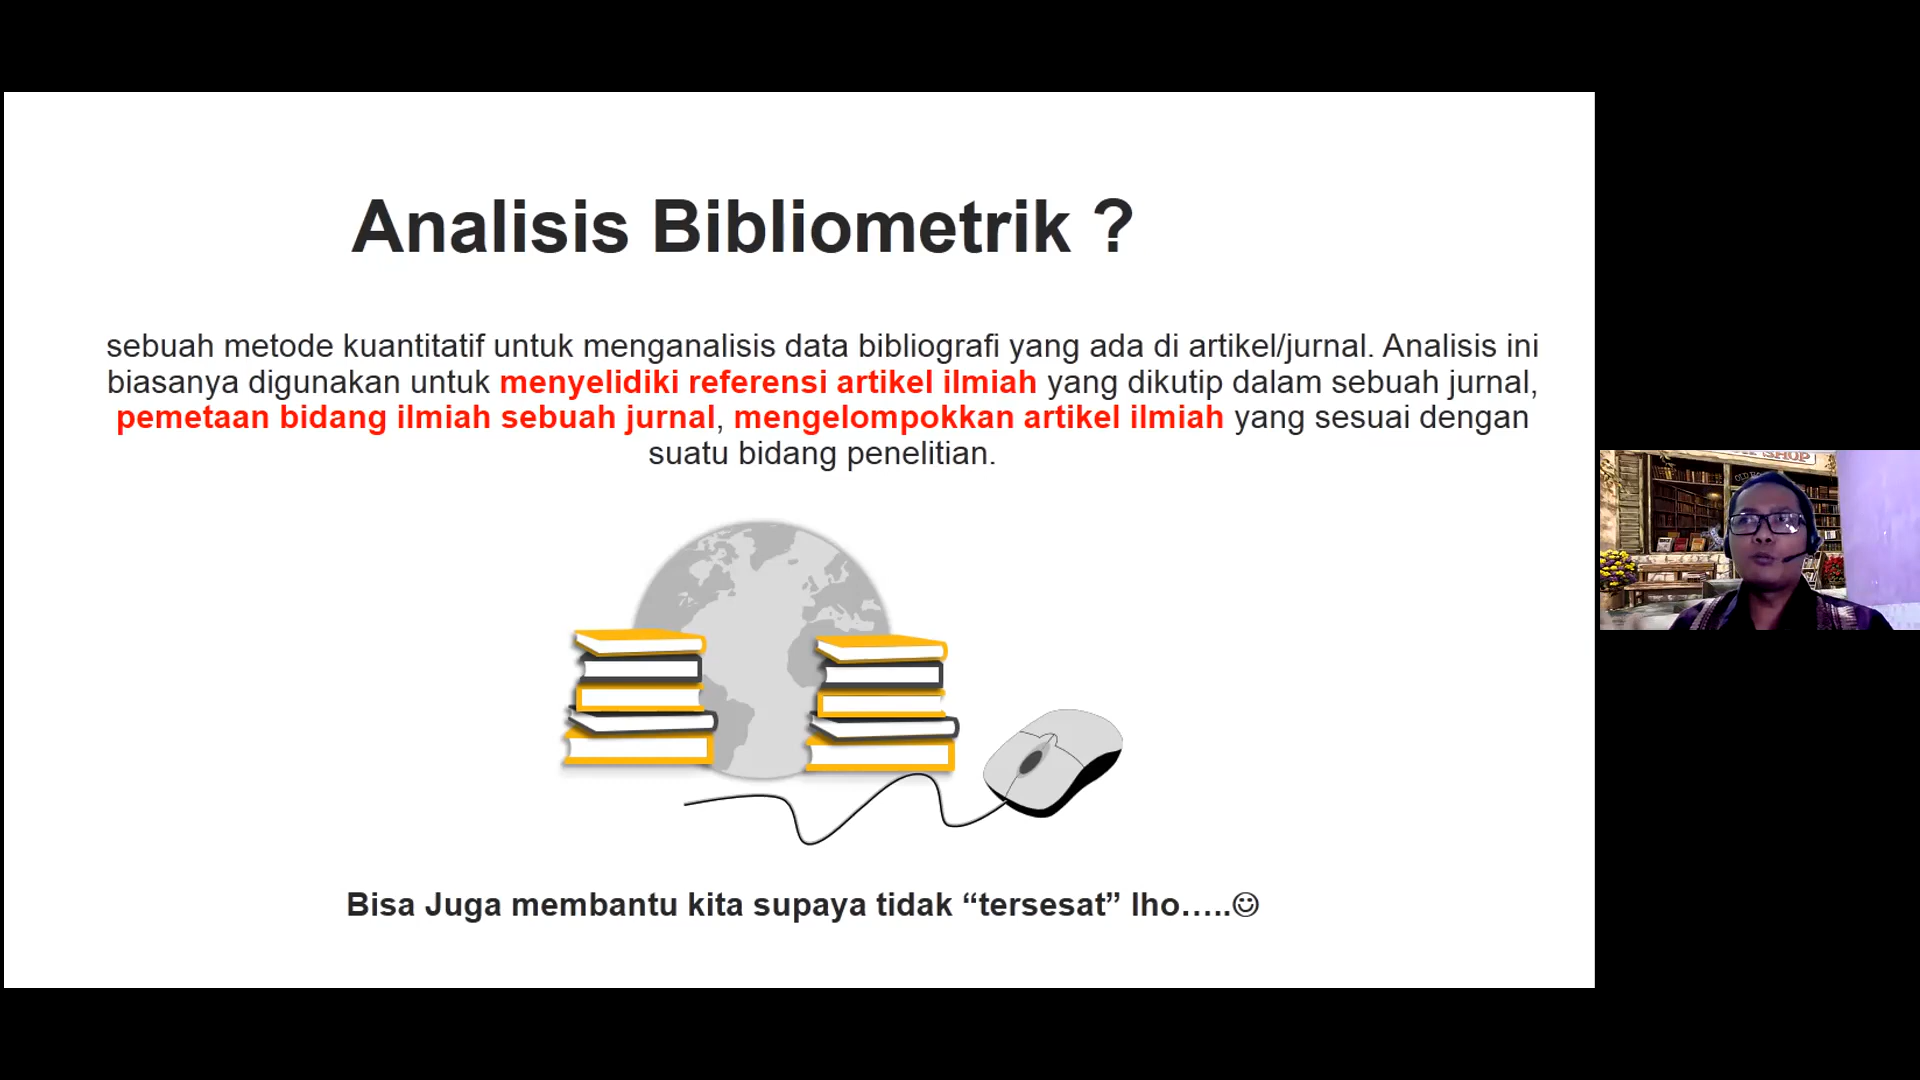 Analisis Bibliometrik ?
sebuah metode kuantitatif untuk menganalisis data bibliografi yang ada di artikel/jurnal. Analisis ini
biasanya digunakan untuk menyelidiki referensi artikel ilmiah yang dikutip dalam sebuah jurnal,
pemetaan bidang ilmiah sebuah jurnal, mengelompokkan artikel ilmiah yang sesuai dengan
suatu bidang penelitian.
SHOP
Bisa Juga membantu kita supaya tidak “tersesat” lho…..☺